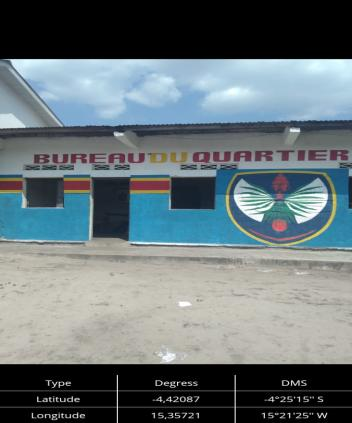 BUREAU DU QUARTIER
Type Degress DMS
Latitude -4,42087 -4°25'15'' S
Longitude 15,35721 15°21'25'' W